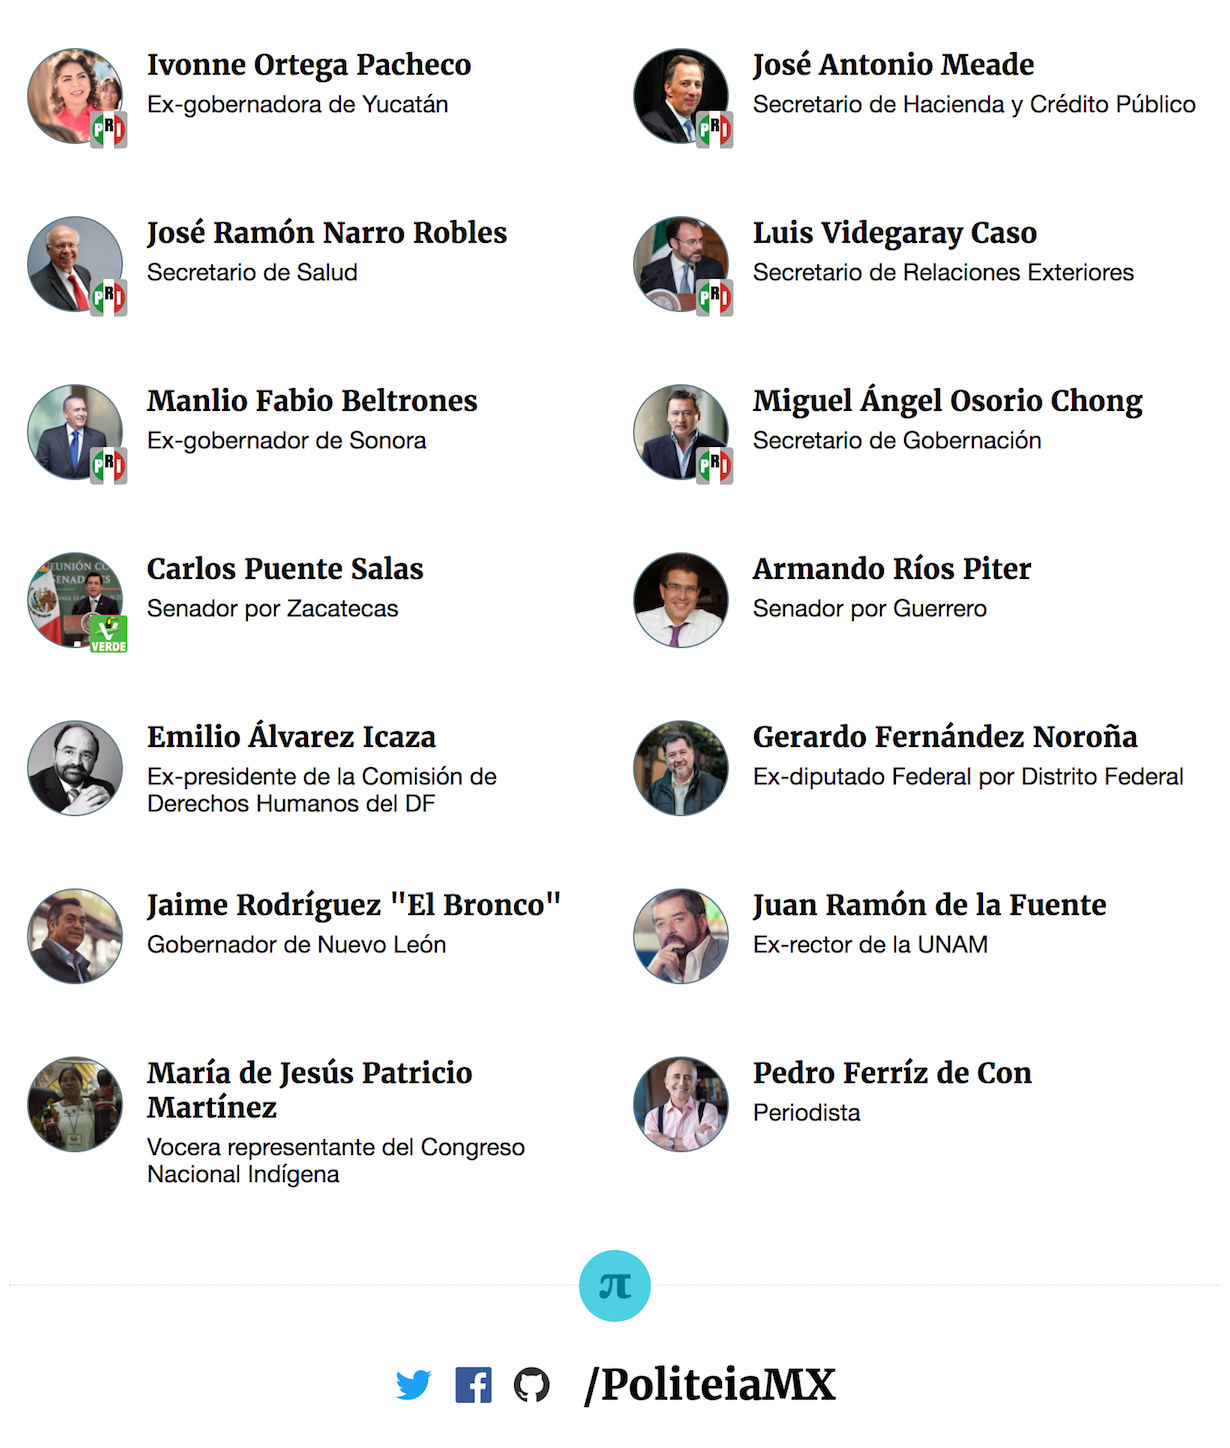 Ivonne Ortega Pacheco
Ex-gobernadora de Yucatán
PRI
José Antonio Meade
Secretario de Hacienda y Crédito Público
PRI
José Ramón Narro Robles
Secretario de Salud
PRI
Luis Videgaray Caso
Secretario de Relaciones Exteriores
PRI
Manlio Fabio Beltrones
Ex-gobernador de Sonora
PRI
Miguel Ángel Osorio Chong
Secretario de Gobernación
PRI
Carlos Puente Salas
Senador por Zacatecas
VERDE
Armando Ríos Piter
Senador por Guerrero
Emilio Álvarez Icaza
Ex-presidente de la Comisión de
Derechos Humanos del DF
Gerardo Fernández Noroña
Ex-diputado Federal por Distrito Federal
Jaime Rodríguez "El Bronco"
Gobernador de Nuevo León
Juan Ramón de la Fuente
Ex-rector de la UNAM
María de Jesús Patricio
Martínez
Vocera representante del Congreso
Nacional Indígena
Pedro Ferríz de Con
Periodista
π
/PoliteiaMX